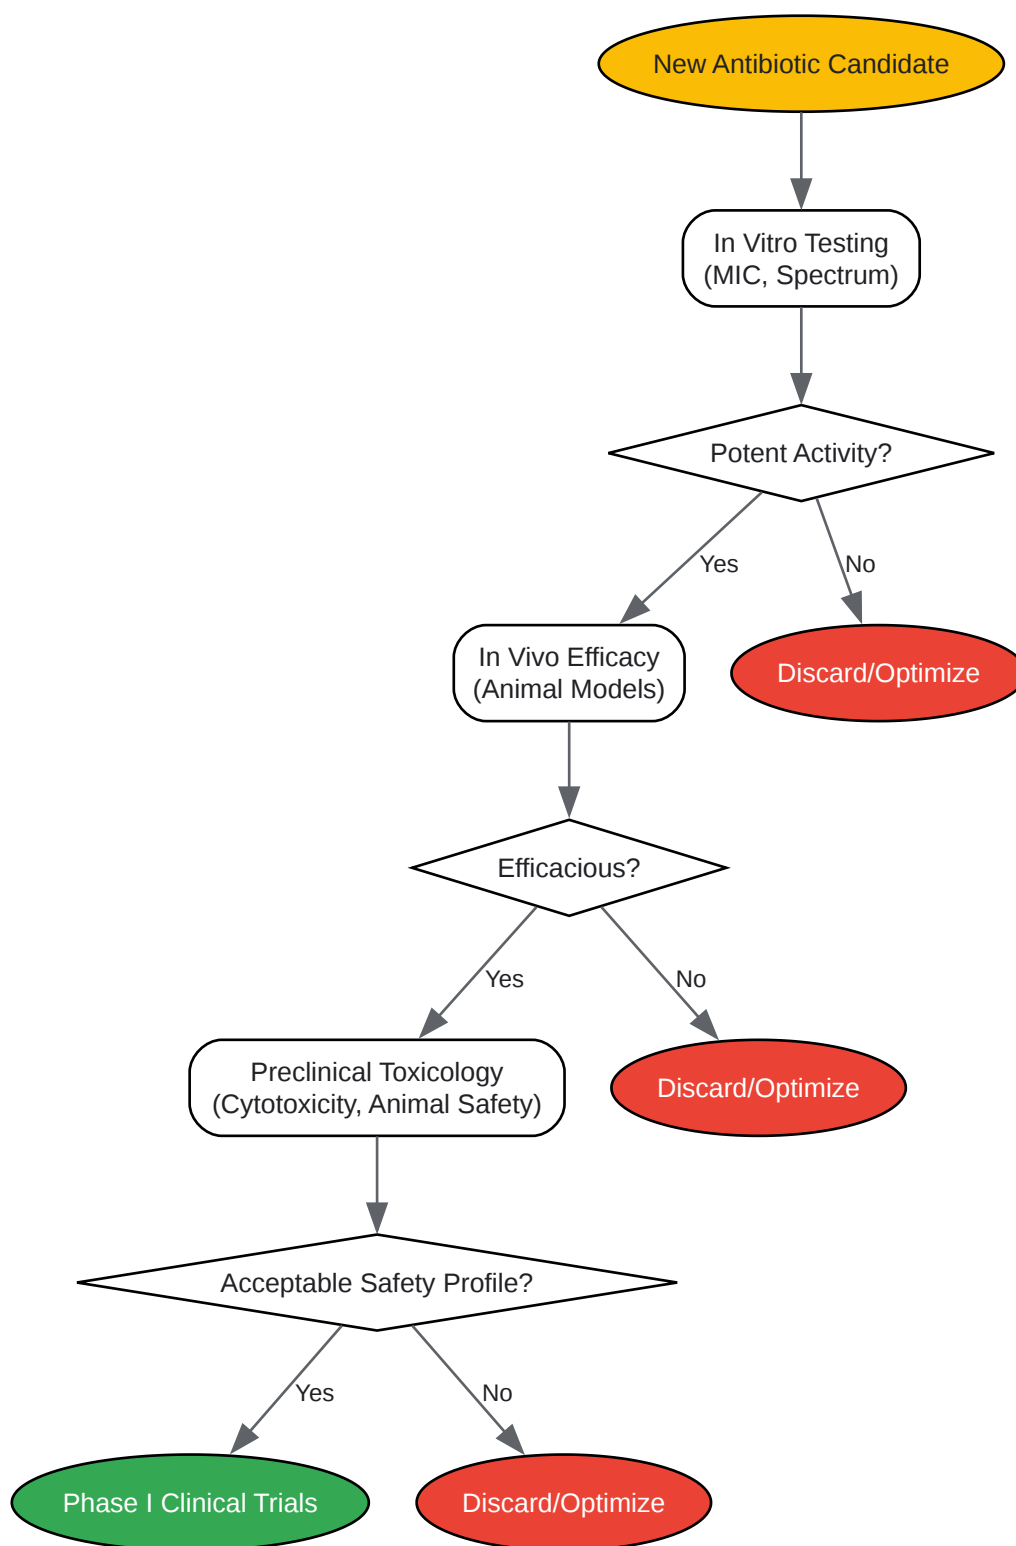 New Antibiotic Candidate
In Vitro Testing
(MIC, Spectrum)
Potent Activity?
Yes
No
In Vivo Efficacy
(Animal Models)
Discard/Optimize
Efficacious?
Yes
No
Preclinical Toxicology
(Cytotoxicity, Animal Safety)
Discard/Optimize
Acceptable Safety Profile?
Yes
No
Phase I Clinical Trials
Discard/Optimize